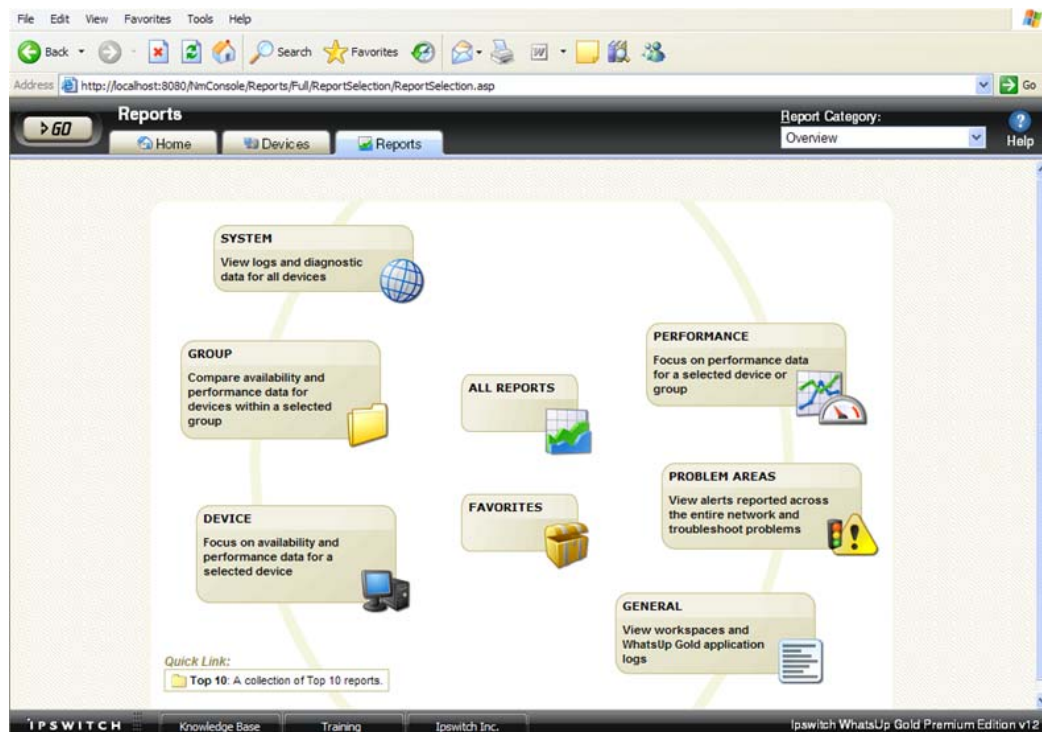 File Edit View Favorites Tools Help
Back Search Favorites
Address http://localhost:8080/NmConsole/Reports/Full/ReportSelection/ReportSelection.asp Go
Reports
GO
Home Devices Reports
Report Category:
Overview
Help
SYSTEM
View logs and diagnostic
data for all devices
GROUP
Compare availability and
performance data for
devices within a selected
group
DEVICE
Focus on availability and
performance data for a
selected device
ALL REPORTS
FAVORITES
PERFORMANCE
Focus on performance data
for a selected device or
group
PROBLEM AREAS
View alerts reported across
the entire network and
troubleshoot problems
GENERAL
View workspaces and
WhatsUp Gold application
logs
Quick Link:
Top 10: A collection of Top 10 reports.
IPSWITCH Knowledge Base Training Ipswitch Inc. Ipswitch WhatsUp Gold Premium Edition v12